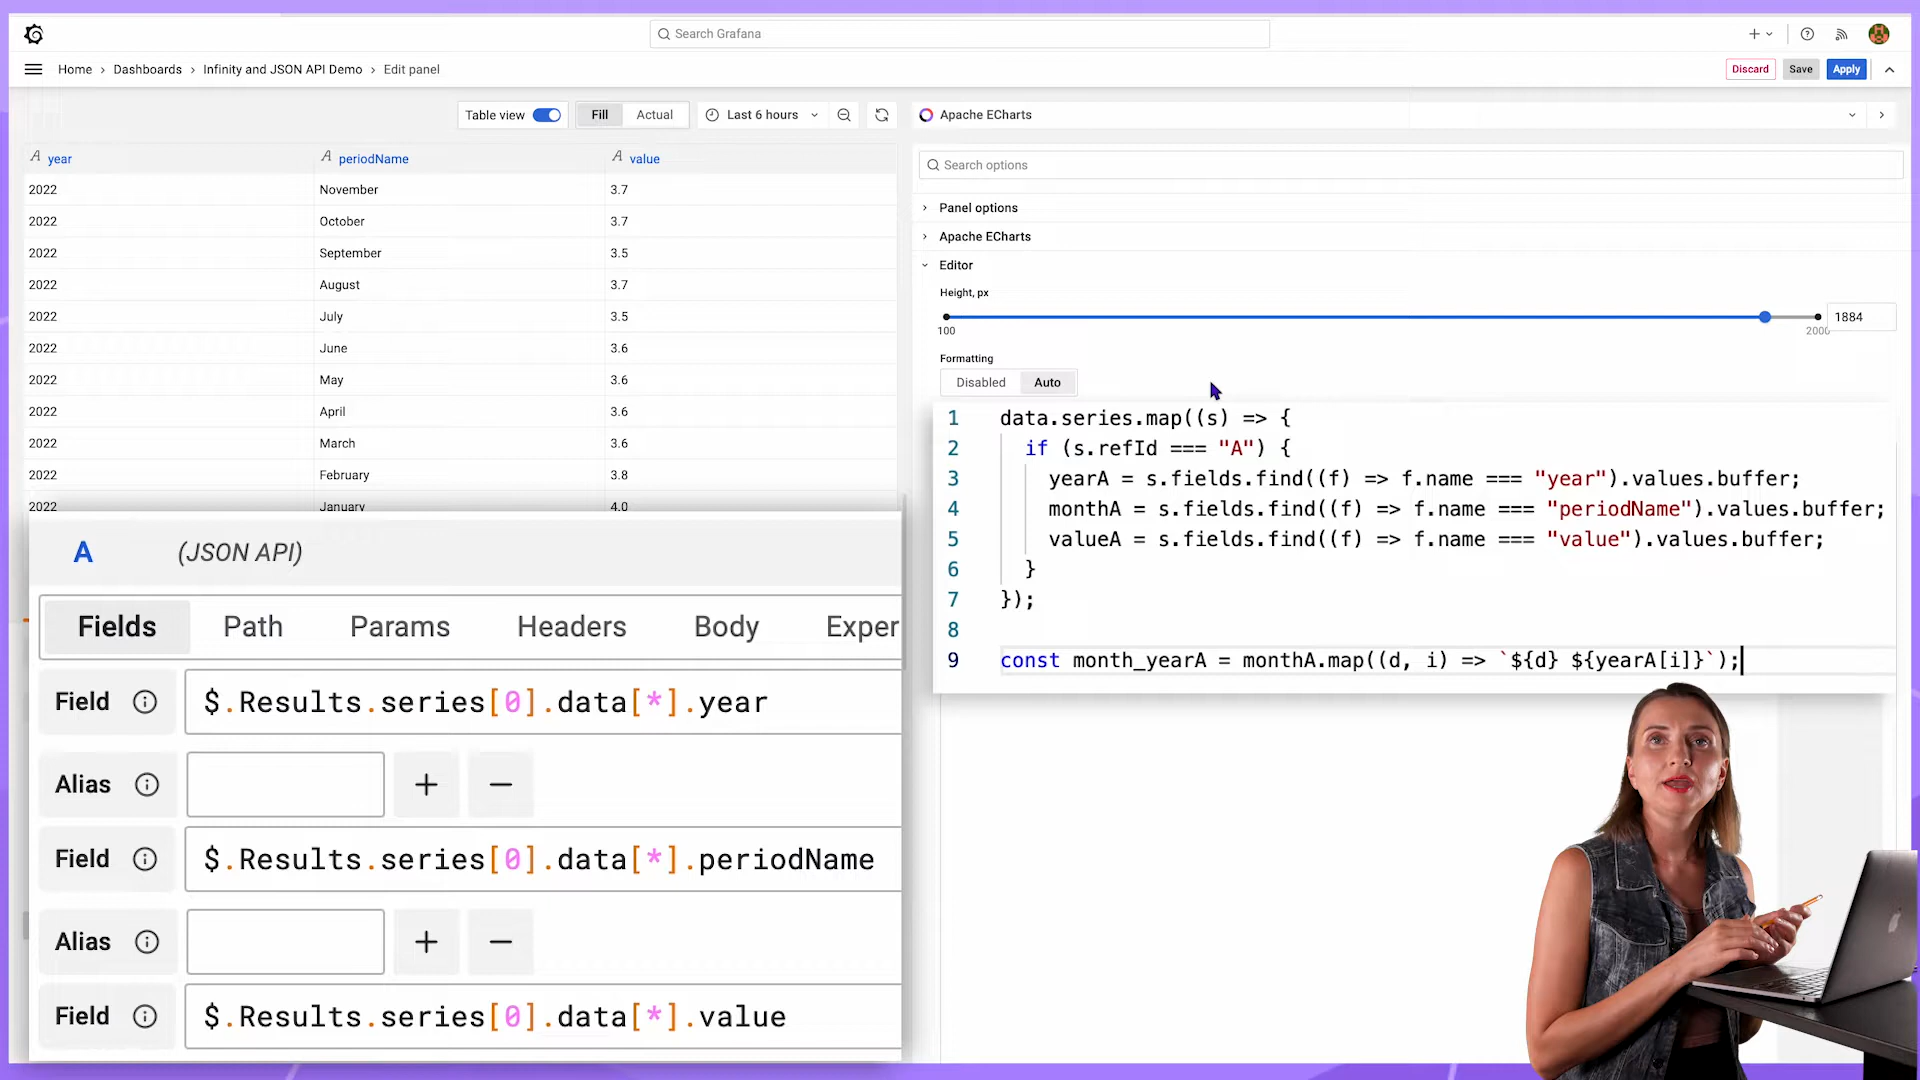 Search Grafana
Home › Dashboards › Infinity and JSON API Demo › Edit panel
Discard Save Apply
Table view Fill Actual Last 6 hours
Apache ECharts
year periodName value
2022 November 3.7
2022 October 3.7
2022 September 3.5
2022 August 3.7
2022 July 3.5
2022 June 3.6
2022 May 3.6
2022 April 3.6
2022 March 3.6
2022 February 3.8
2022 January 4.0
A (JSON API)
Fields Path Params Headers Body Exper
Field $.Results.series[0].data[*].year
Alias + −
Field $.Results.series[0].data[*].periodName
Alias + −
Field $.Results.series[0].data[*].value
Search options
Panel options
Apache ECharts
Editor
Height, px
1884
100 2000
Formatting
Disabled Auto
1 data.series.map((s) => {
2 if (s.refId === "A") {
3 yearA = s.fields.find((f) => f.name === "year").values.buffer;
4 monthA = s.fields.find((f) => f.name === "periodName").values.buffer;
5 valueA = s.fields.find((f) => f.name === "value").values.buffer;
6 }
7 });
8
9 const month_yearA = monthA.map((d, i) => `${d} ${yearA[i]}`);